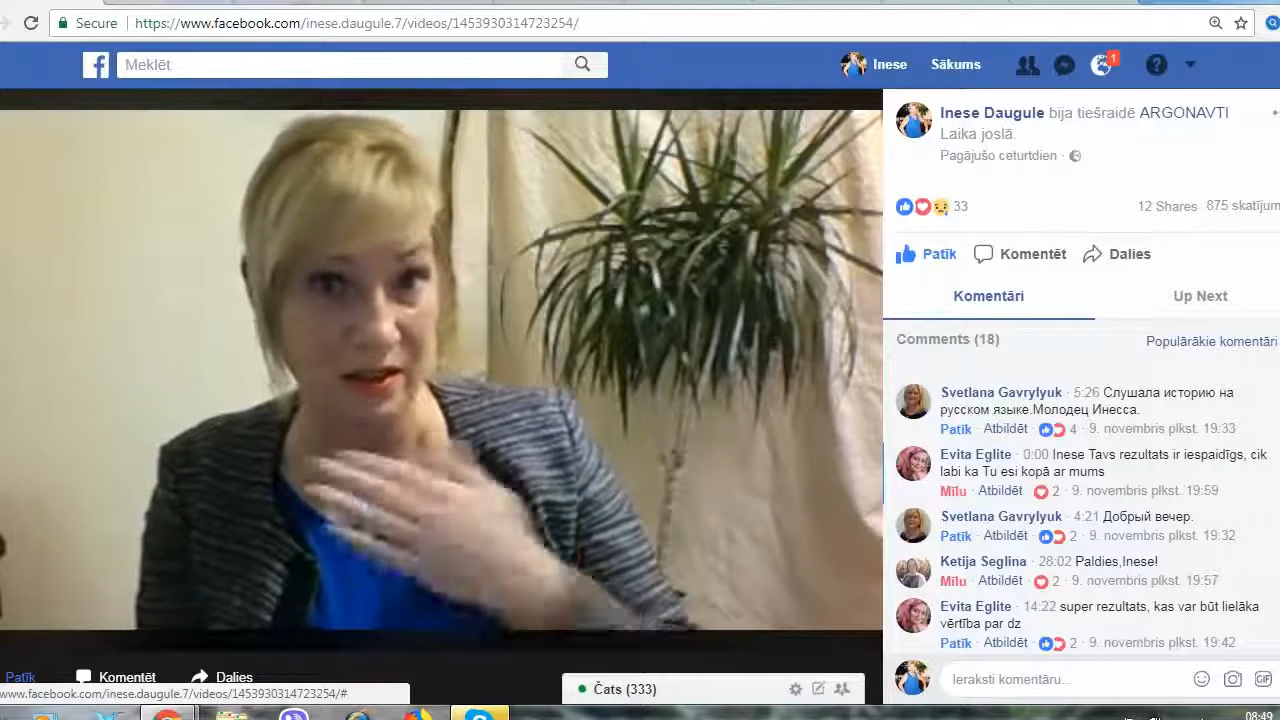 Secure https://www.facebook.com/inese.daugule.7/videos/1453930314723254/
Meklēt
Inese Sākums 1
Inese Daugule bija tiešraidē ARGONAVTI
Laika joslā.
Pagājušo ceturtdien ·
33 12 Shares 875 skatījum
Patīk Komentēt Dalies
Komentāri Up Next
Comments (18) Populārākie komentāri
Svetlana Gavrylyuk · 5:26 Слушала историю на
русском языке.Молодец Инесса.
Patīk · Atbildēt · 4 · 9. novembris plkst. 19:33
Evita Eglite · 0:00 Inese Tavs rezultats ir iespaidīgs, cik
labi ka Tu esi kopā ar mums
Mīlu · Atbildēt · 2 · 9. novembris plkst. 19:59
Svetlana Gavrylyuk · 4:21 Добрый вечер.
Patīk · Atbildēt · 2 · 9. novembris plkst. 19:32
Ketija Seglina · 28:02 Paldies,Inese!
Mīlu · Atbildēt · 2 · 9. novembris plkst. 19:57
Evita Eglite · 14:22 super rezultats, kas var būt lielāka
vērtība par dz
Patīk · Atbildēt · 2 · 9. novembris plkst. 19:42
Ieraksti komentāru... GIF
Patīk Komentēt Dalies
www.facebook.com/inese.daugule.7/videos/1453930314723254/#
Čats (333)
08:49